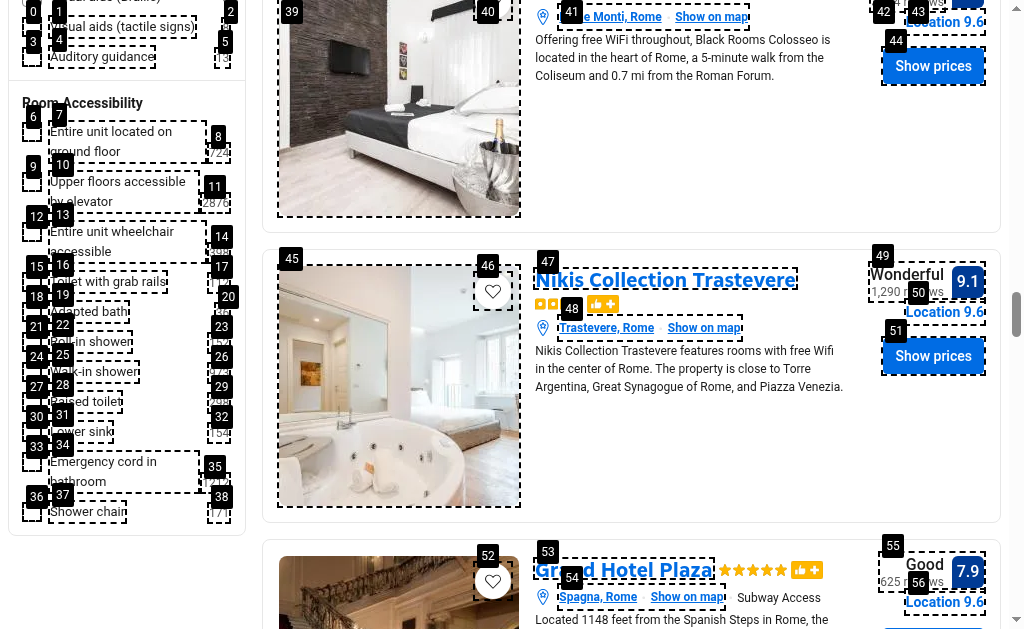 0
1
2
Visual aids (tactile signs)
3
4
5
Auditory guidance
13
Room Accessibility
6
7
8
Entire unit located on
ground floor
724
9
10
11
Upper floors accessible
by elevator
2876
12
13
14
Entire unit wheelchair
accessible
398
15
16
17
Toilet with grab rails
18
19
20
Adapted bath
21
22
23
Roll-in shower
24
25
26
Walk-in shower
27
28
29
Raised toilet
298
30
31
32
Lower sink
154
33
34
35
Emergency cord in
bathroom
1212
36
37
38
Shower chair
171
39
40
41
Monti, Rome
Show on map
42
43
Location 9.6
44
Show prices
Offering free WiFi throughout, Black Rooms Colosseo is
located in the heart of Rome, a 5-minute walk from the
Coliseum and 0.7 mi from the Roman Forum.
45
46
47
Nikis Collection Trastevere
48
Trastevere, Rome
Show on map
49
Wonderful
9.1
1,290
50
Location 9.6
51
Show prices
Nikis Collection Trastevere features rooms with free Wifi
in the center of Rome. The property is close to Torre
Argentina, Great Synagogue of Rome, and Piazza Venezia.
52
53
Grand Hotel Plaza
54
Spagna, Rome
Show on map
Subway Access
55
Good
7.9
625
56
Location 9.6
Located 1148 feet from the Spanish Steps in Rome, the